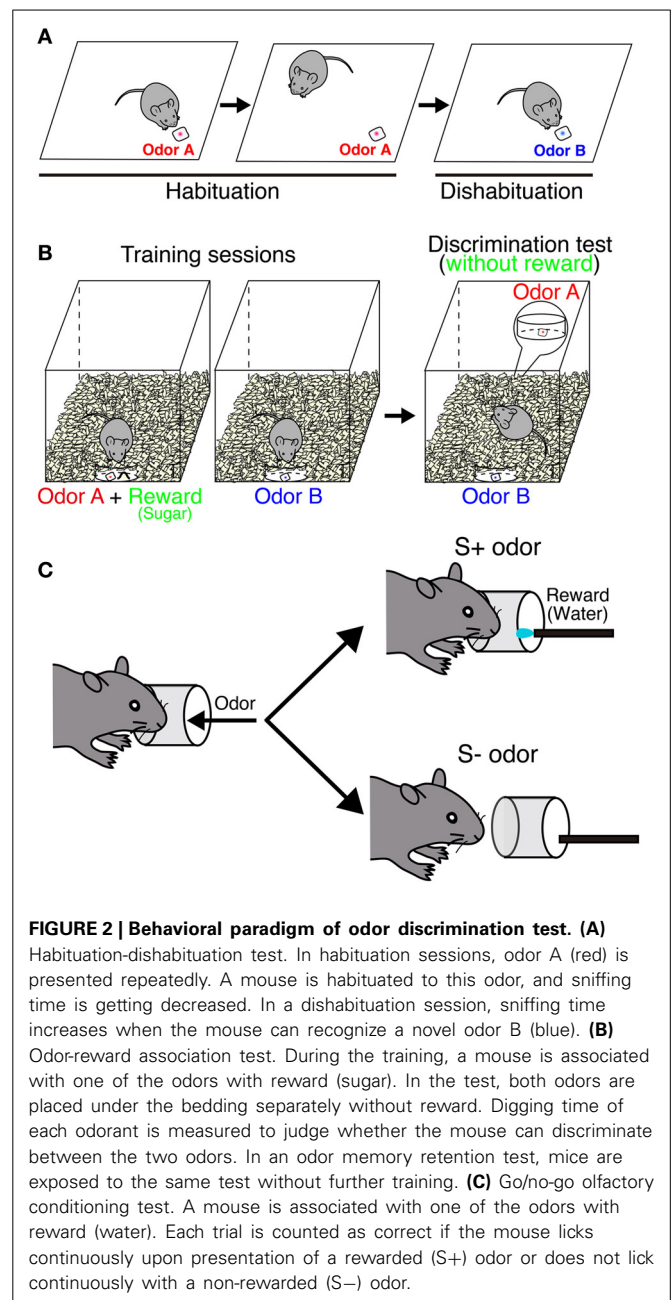 A
Odor A
Odor A
Odor B
Habituation
Dishabituation
B
Training sessions
Discrimination test
(without reward)
Odor A
Odor A + Reward
(Sugar)
Odor B
Odor B
C
S+ odor
Reward
(Water)
Odor
S- odor
FIGURE 2 | Behavioral paradigm of odor discrimination test. (A)
Habituation-dishabituation test. In habituation sessions, odor A (red) is
presented repeatedly. A mouse is habituated to this odor, and sniffing
time is getting decreased. In a dishabituation session, sniffing time
increases when the mouse can recognize a novel odor B (blue). (B)
Odor-reward association test. During the training, a mouse is associated
with one of the odors with reward (sugar). In the test, both odors are
placed under the bedding separately without reward. Digging time of
each odorant is measured to judge whether the mouse can discriminate
between the two odors. In an odor memory retention test, mice are
exposed to the same test without further training. (C) Go/no-go olfactory
conditioning test. A mouse is associated with one of the odors with
reward (water). Each trial is counted as correct if the mouse licks
continuously upon presentation of a rewarded (S+) odor or does not lick
continuously with a non-rewarded (S−) odor.